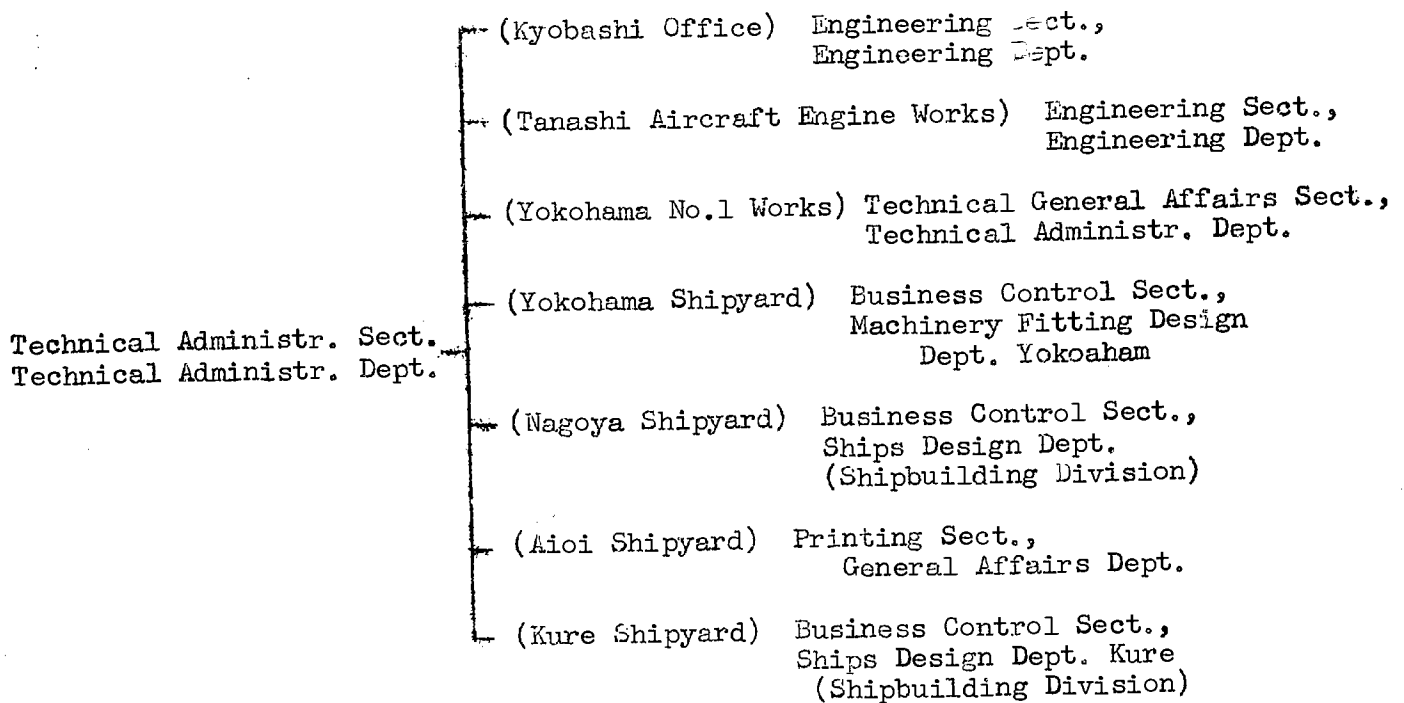 (Kyobashi Office) Engineering Sect.,
Engineering Dept.
(Tanashi Aircraft Engine Works) Engineering Sect.,
Engineering Dept.
(Yokohama No.1 Works) Technical General Affairs Sect.,
Technical Administr. Dept.
(Yokohama Shipyard) Business Control Sect.,
Machinery Fitting Design
Dept. Yokoaham
Technical Administr. Sect.
Technical Administr. Dept.
(Nagoya Shipyard) Business Control Sect.,
Ships Design Dept.
(Shipbuilding Division)
(Aioi Shipyard) Printing Sect.,
General Affairs Dept.
(Kure Shipyard) Business Control Sect.,
Ships Design Dept. Kure
(Shipbuilding Division)